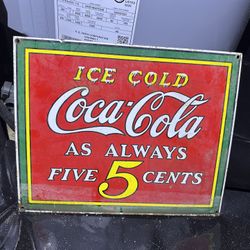 ICE COLD
Coca-Cola
AS ALWAYS
FIVE 5 CENTS